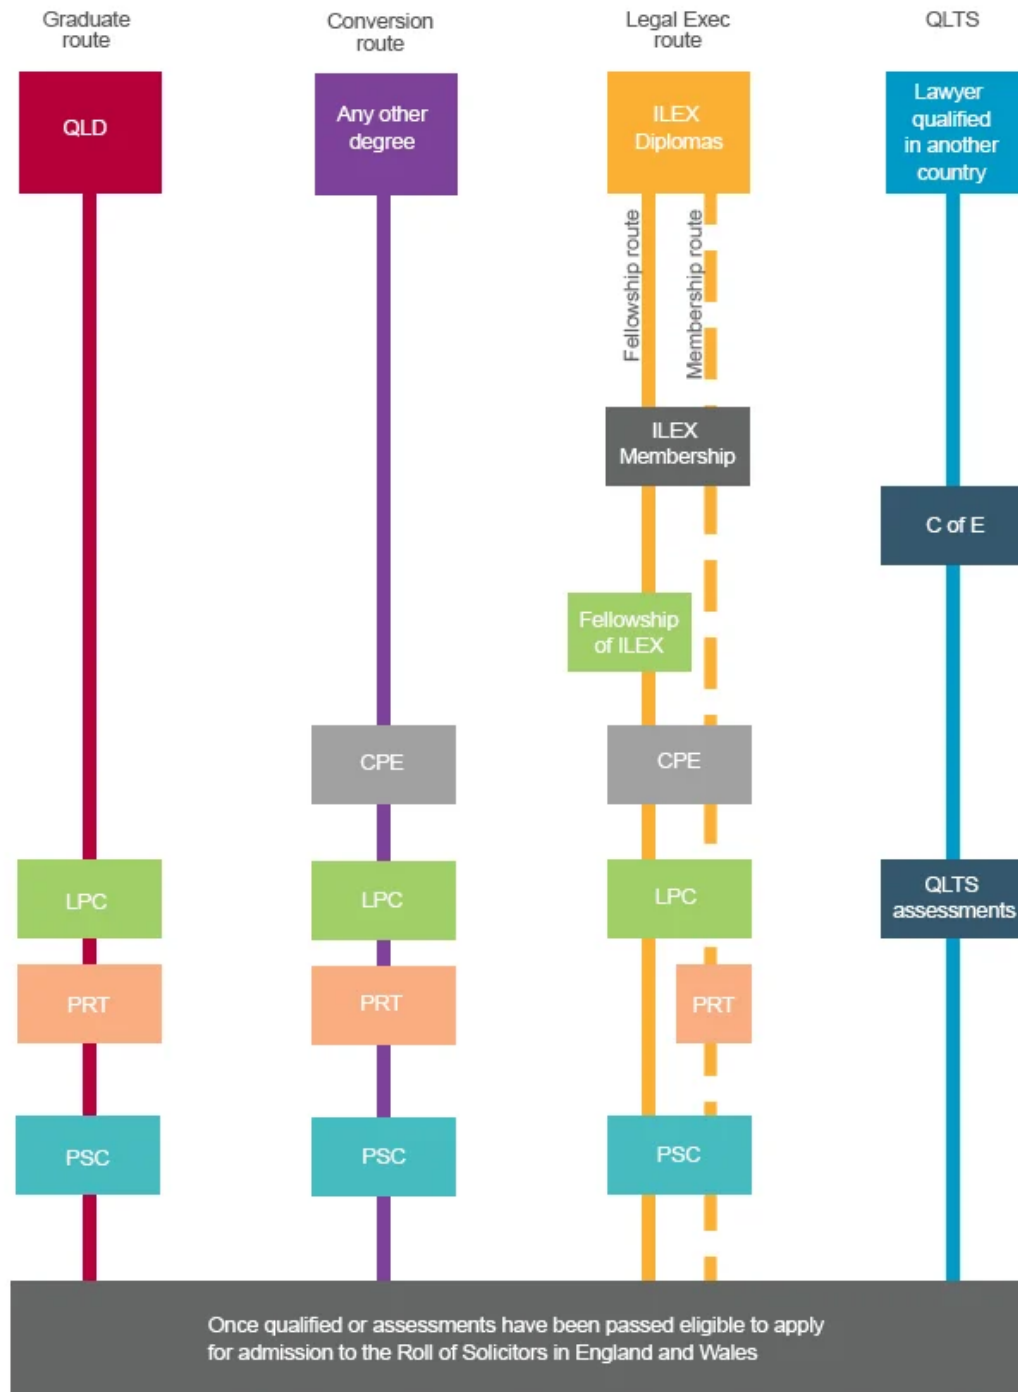 Graduate
route
Conversion
route
Legal Exec
route
QLTS
QLD
Any other
degree
ILEX
Diplomas
Lawyer
qualified
in another
country
Fellowship route
Membership route
ILEX
Membership
C of E
Fellowship
of ILEX
CPE
CPE
LPC
LPC
LPC
QLTS
assessments
PRT
PRT
PRT
PSC
PSC
PSC
Once qualified or assessments have been passed eligible to apply
for admission to the Roll of Solicitors in England and Wales